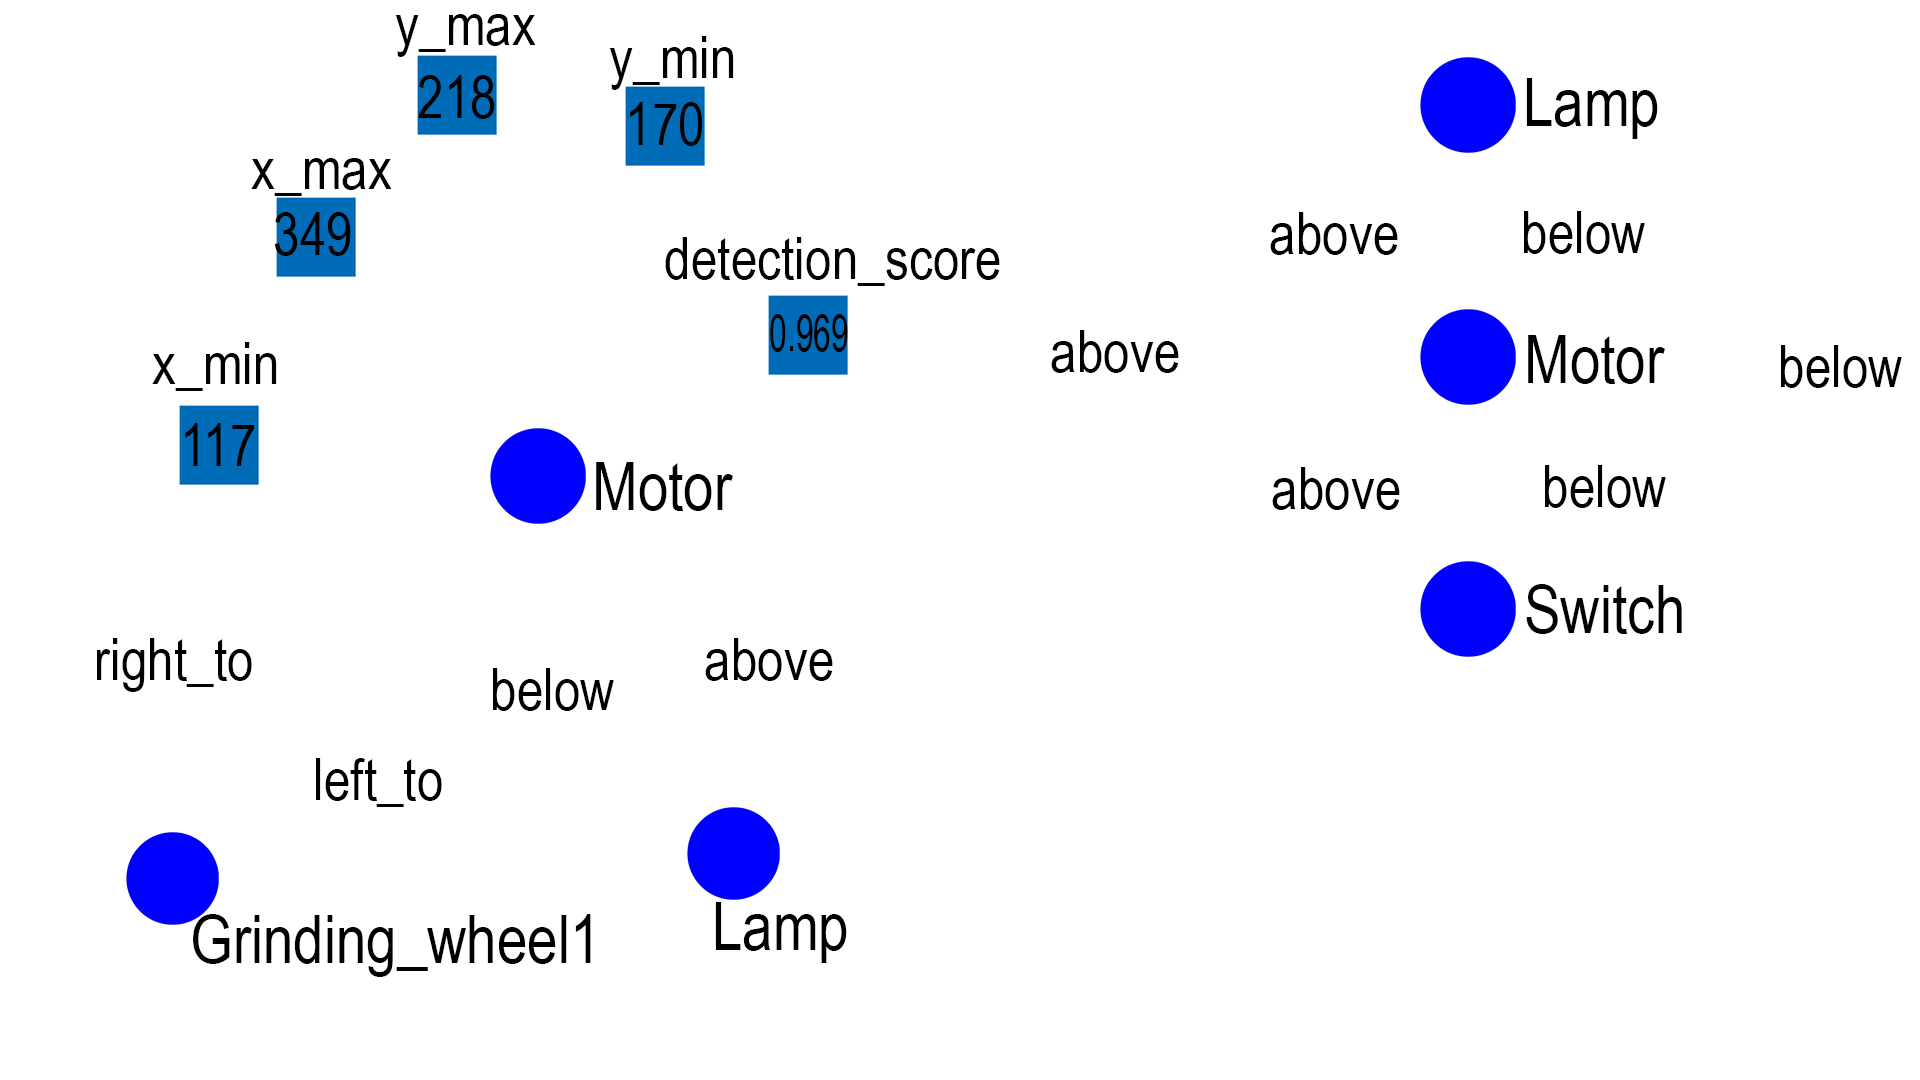 y_max
218
y_min
170
x_max
349
detection_score
0.969
x_min
117
Motor
right_to
below
above
left_to
Grinding_wheel1
Lamp
Lamp
above
below
above
Motor
below
above
below
Switch